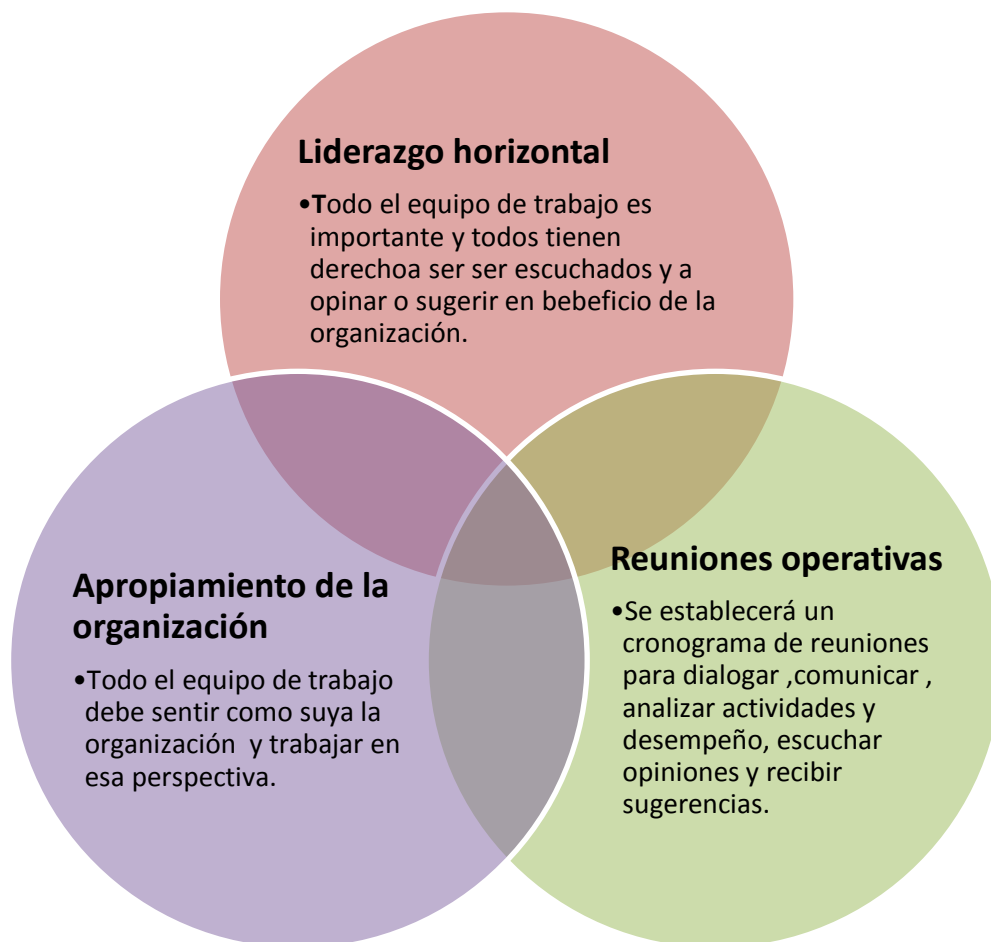 Liderazgo horizontal
•Todo el equipo de trabajo es
importante y todos tienen
derechoa ser ser escuchados y a
opinar o sugerir en bebeficio de la
organización.
Apropiamiento de la
organización
•Todo el equipo de trabajo
debe sentir como suya la
organización y trabajar en
esa perspectiva.
Reuniones operativas
•Se establecerá un
cronograma de reuniones
para dialogar ,comunicar ,
analizar actividades y
desempeño, escuchar
opiniones y recibir
sugerencias.